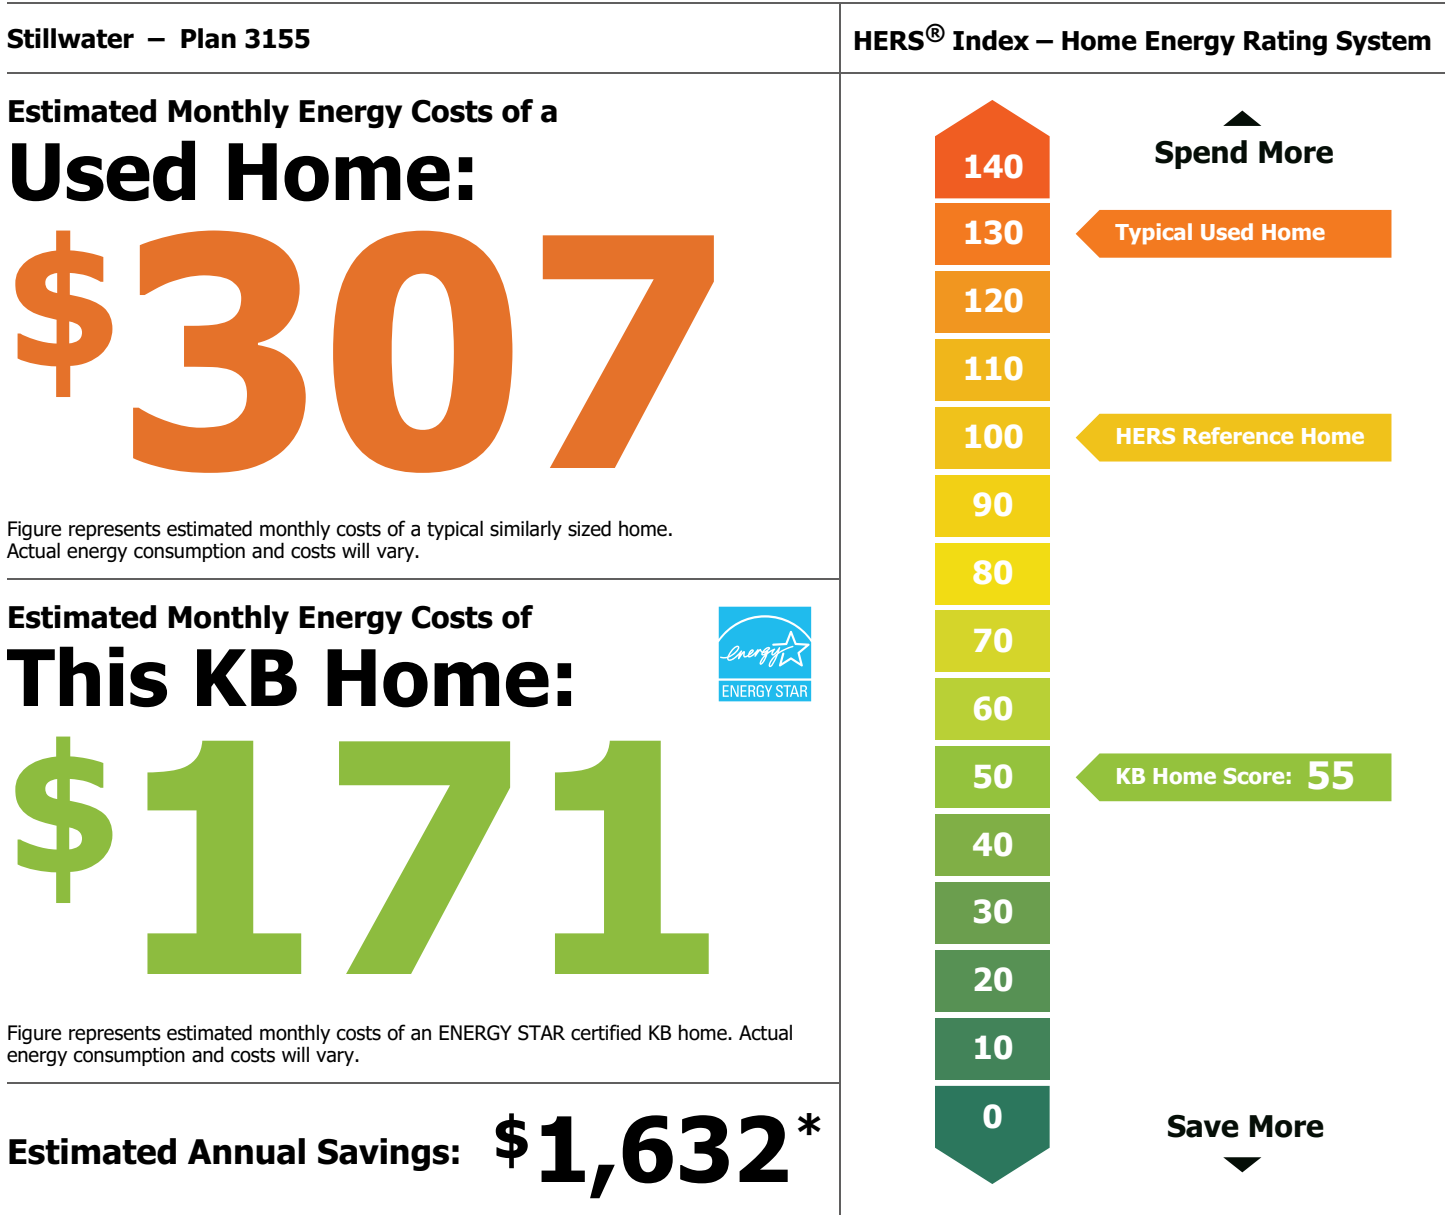 Stillwater – Plan 3155
Estimated Monthly Energy Costs of a
Used Home:
$307
Figure represents estimated monthly costs of a typical similarly sized home.
Actual energy consumption and costs will vary.
Estimated Monthly Energy Costs of
This KB Home:
energy
ENERGY STAR
$171
Figure represents estimated monthly costs of an ENERGY STAR certified KB home. Actual
energy consumption and costs will vary.
Estimated Annual Savings: $1,632*
HERS® Index – Home Energy Rating System
Spend More
140
130 Typical Used Home
120
110
100 HERS Reference Home
90
80
70
60
50 KB Home Score: 55
40
30
20
10
0
Save More